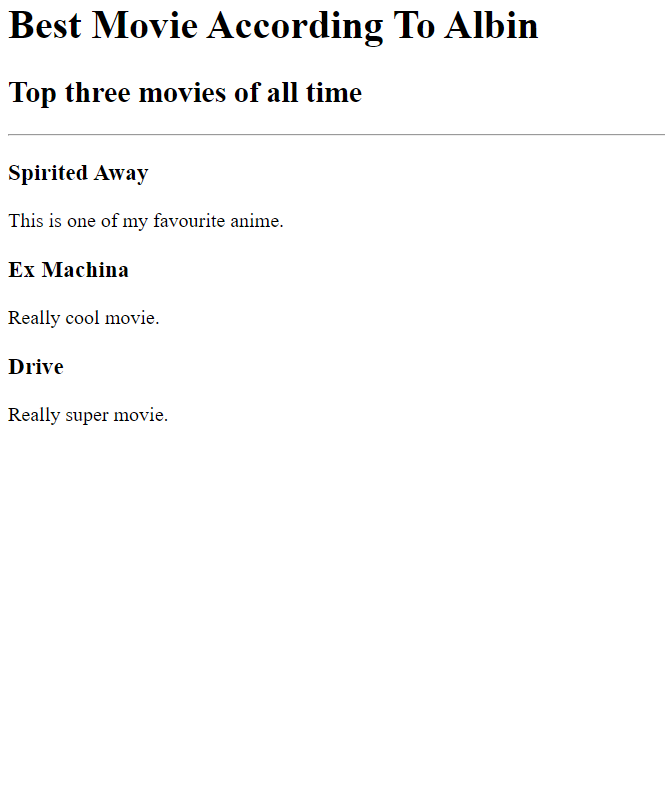 Best Movie According To Albin
Top three movies of all time
Spirited Away
This is one of my favourite anime.
Ex Machina
Really cool movie.
Drive
Really super movie.